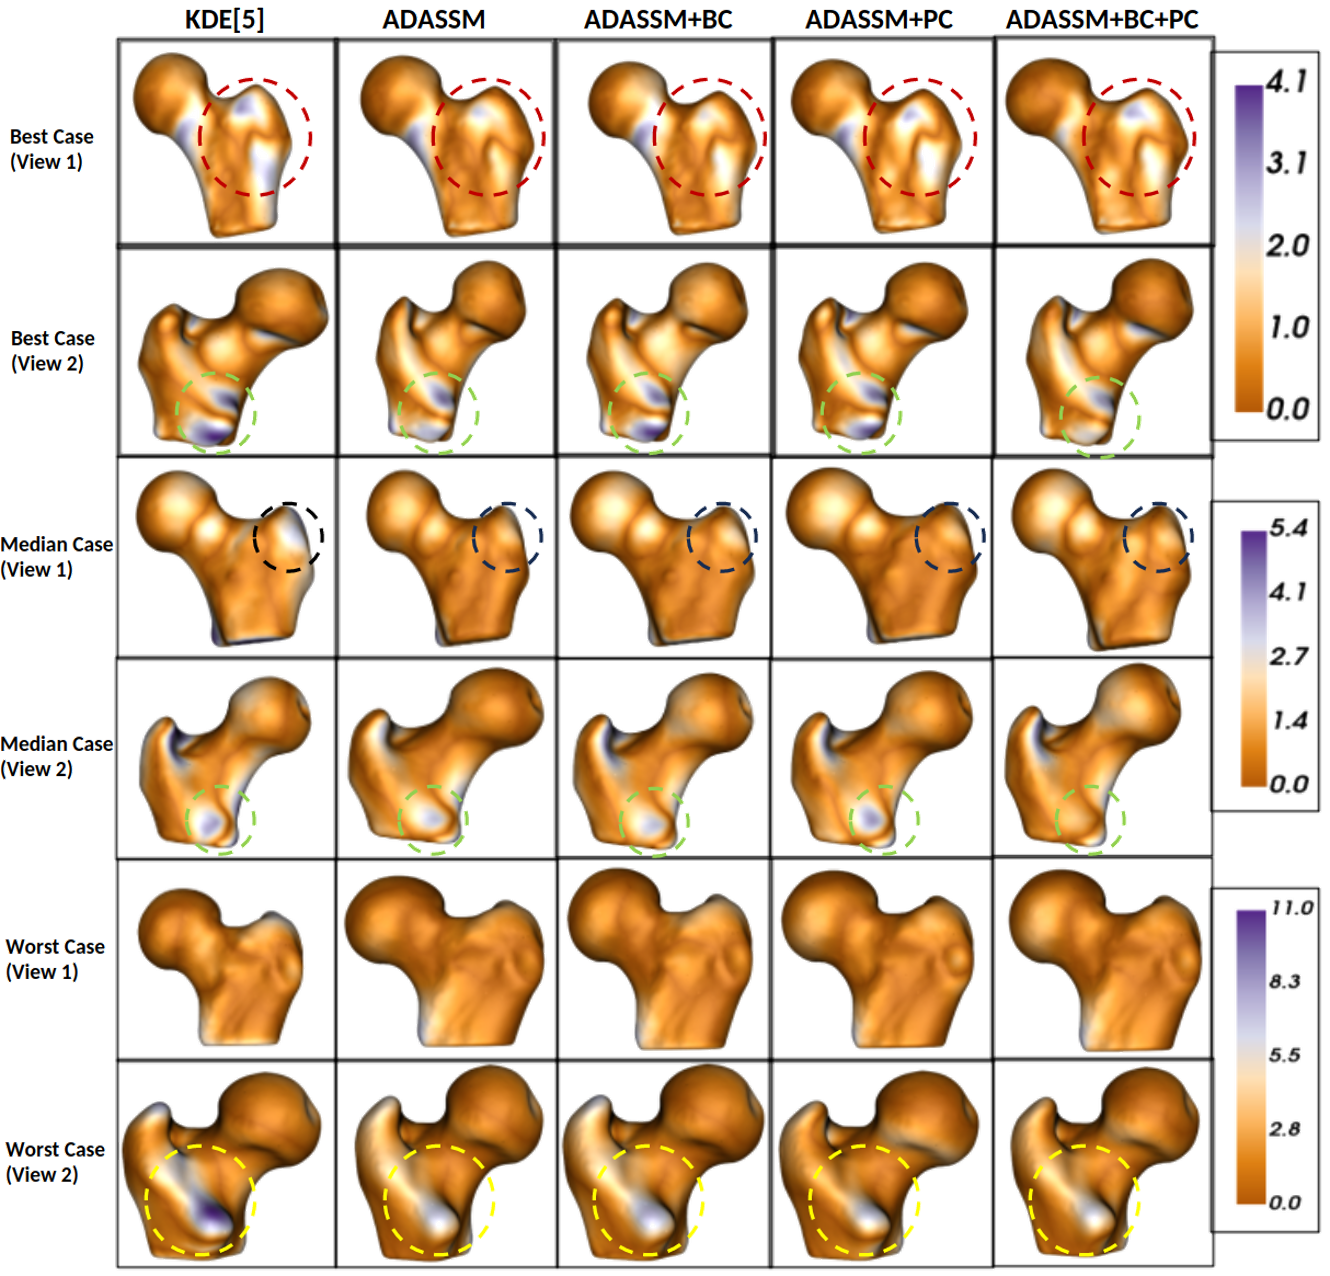 KDE[5] ADASSM ADASSM+BC ADASSM+PC ADASSM+BC+PC
Best Case
(View 1)
4.1
3.1
2.0
1.0
0.0
Best Case
(View 2)
Median Case
(View 1)
5.4
4.1
2.7
1.4
0.0
Median Case
(View 2)
Worst Case
(View 1)
11.0
8.3
5.5
2.8
0.0
Worst Case
(View 2)